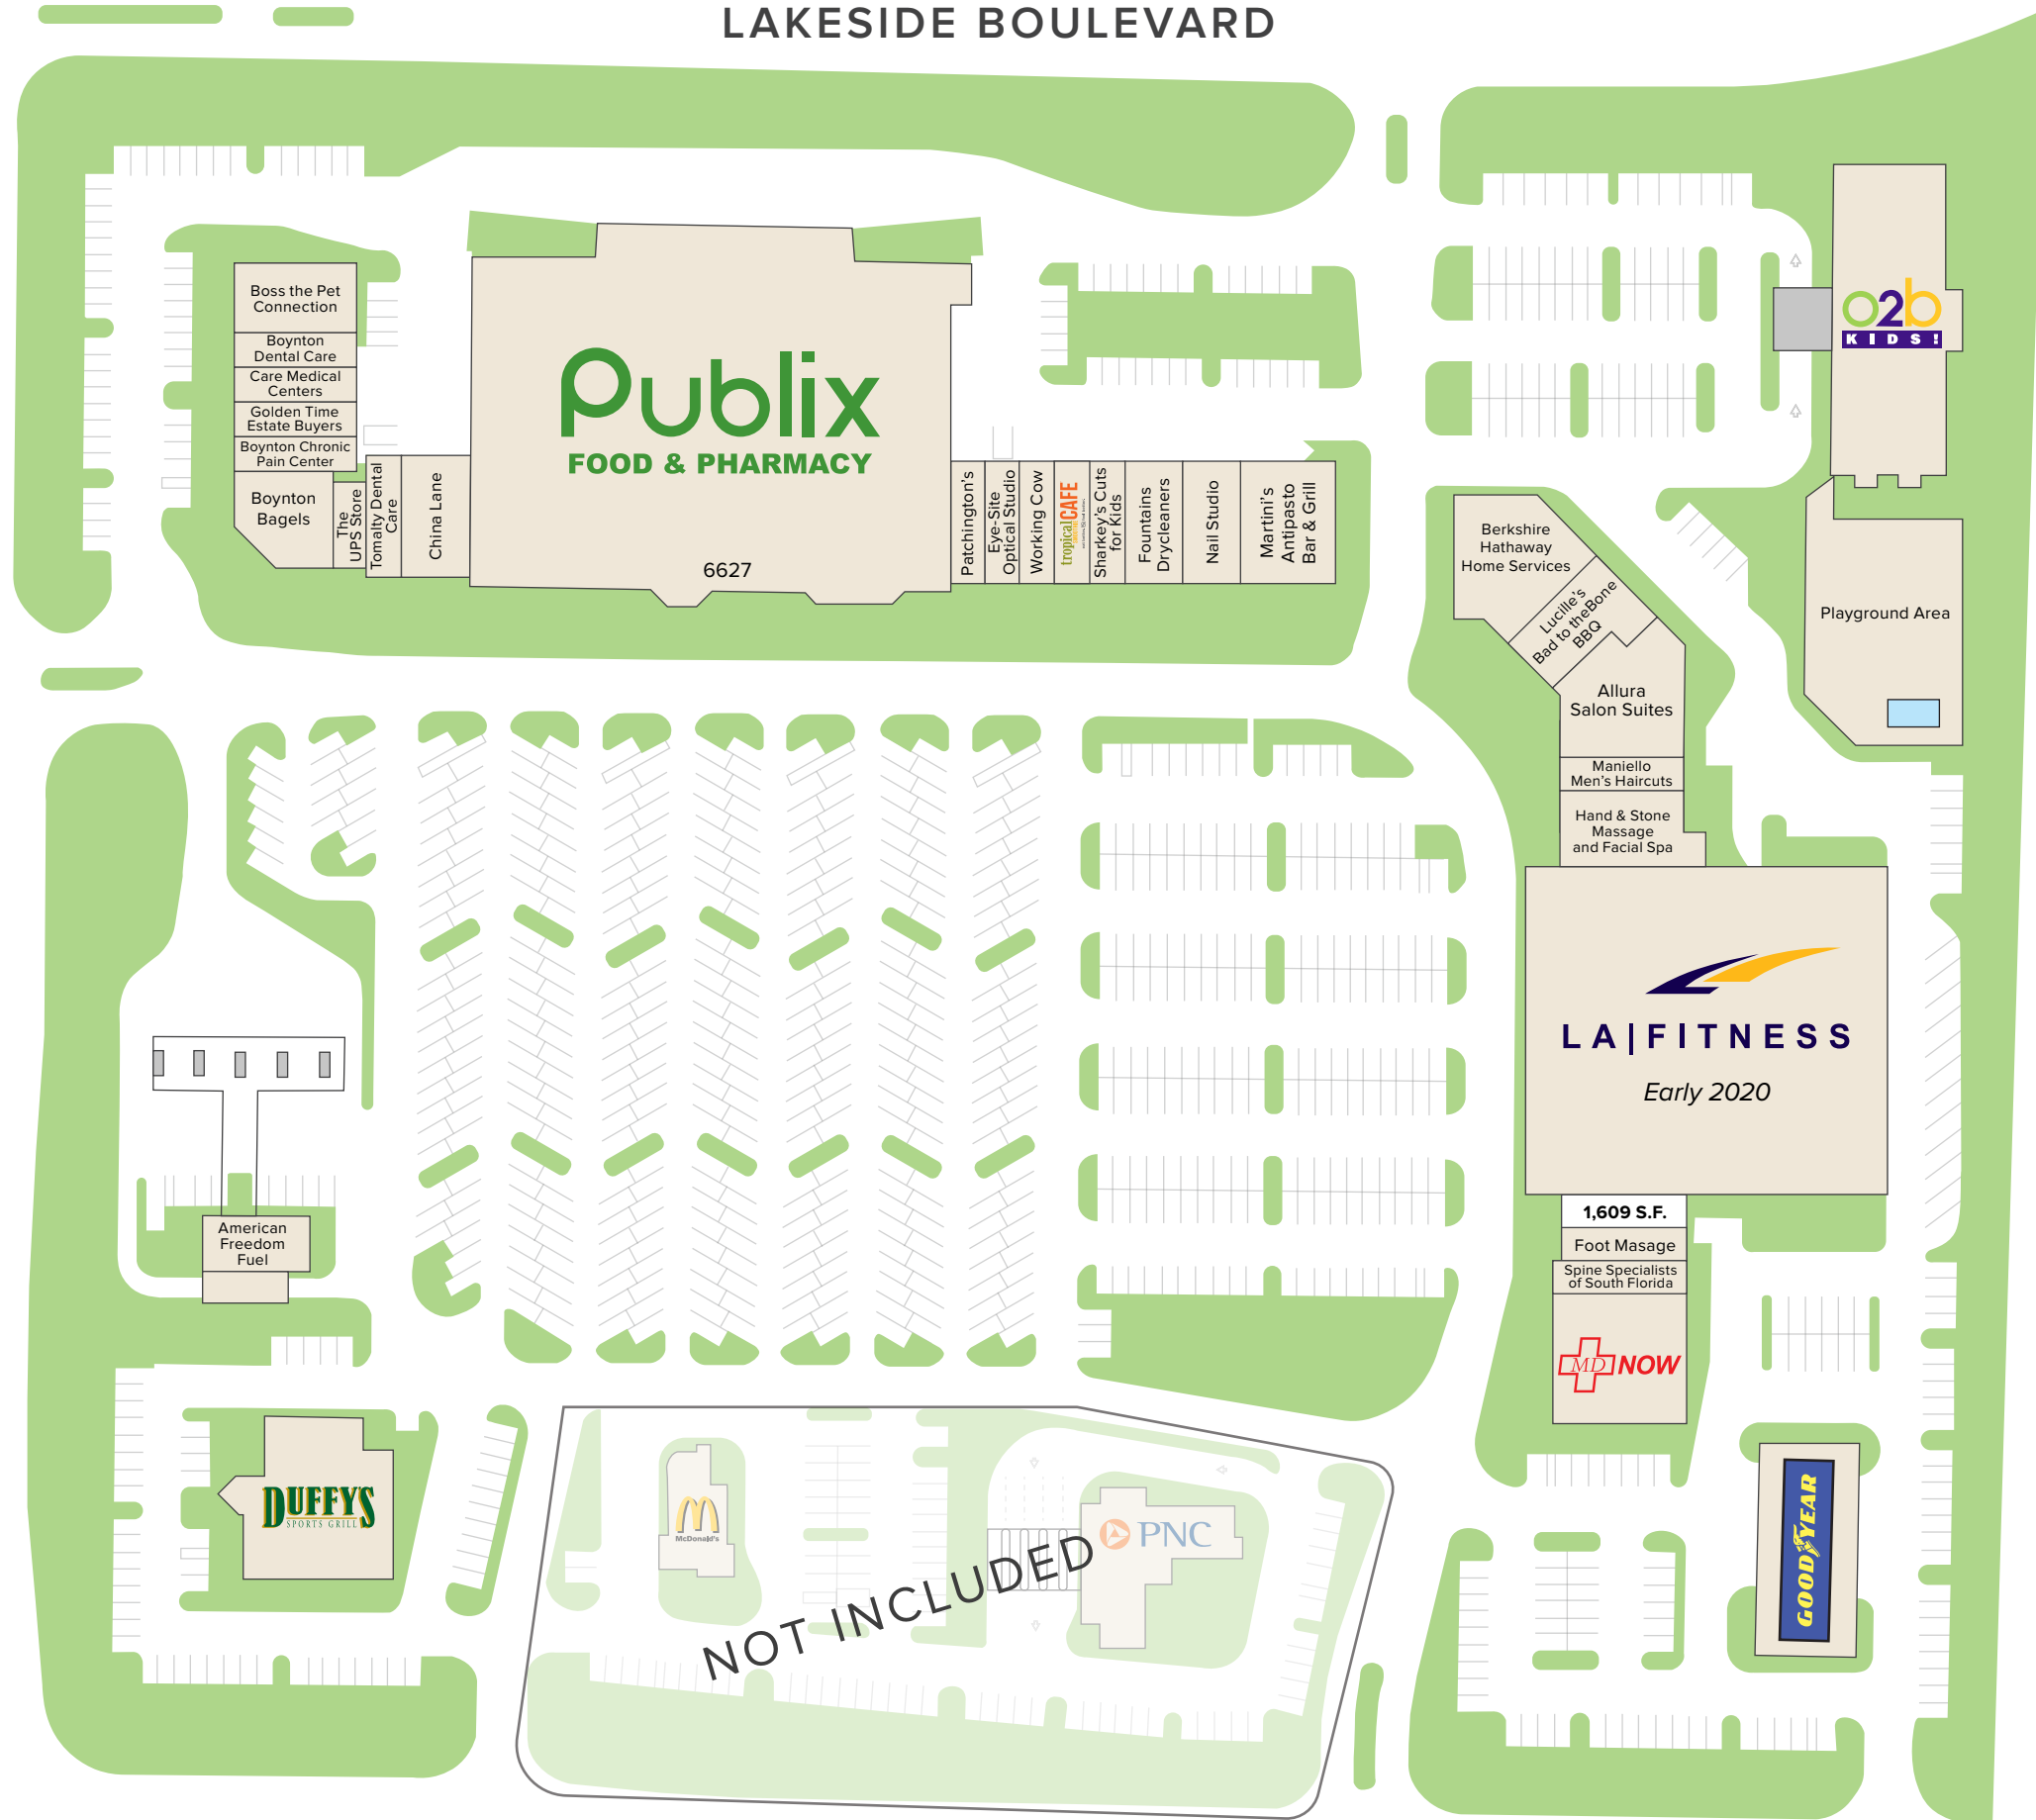 LAKESIDE BOULEVARD
Boss the Pet
Connection
Boynton
Dental Care
Care Medical
Centers
Golden Time
Estate Buyers
Boynton Chronic
Pain Center
Boynton
Bagels
The
UPS Store
Tomalty Dental
Care
China Lane
Publix
FOOD & PHARMACY
6627
Patchington's
Eye-Site
Optical Studio
Working Cow
tropical CAFE
Sharkey's Cuts
for Kids
Fountains
Drycleaners
Nail Studio
Martini's
Antipasto
Bar & Grill
o2b
KIDS!
Playground Area
Berkshire
Hathaway
Home Services
Lucille's
Bad to theBone
BBQ
Allura
Salon Suites
Maniello
Men's Haircuts
Hand & Stone
Massage
and Facial Spa
LA|FITNESS
Early 2020
1,609 S.F.
Foot Masage
Spine Specialists
of South Florida
MD NOW
GOODYEAR
American
Freedom
Fuel
DUFFY'S
SPORTS GRILL
McDonald's
PNC
NOT INCLUDED